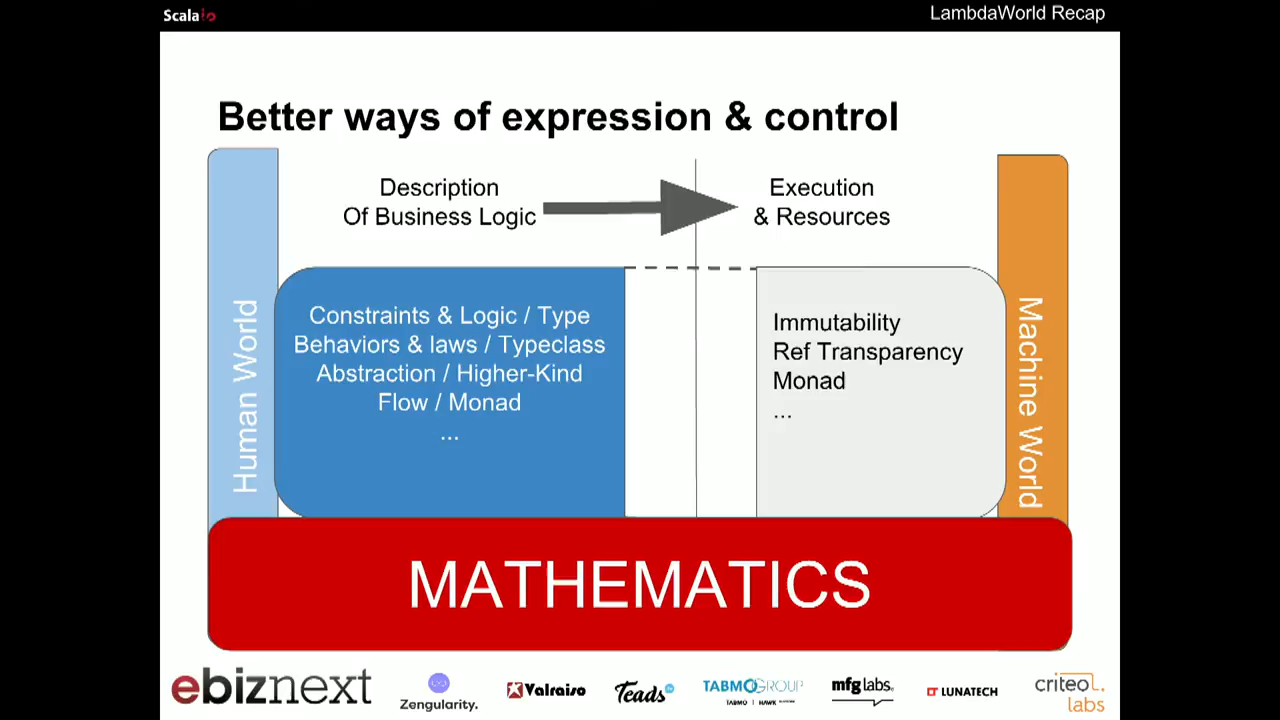 Scala io
LambdaWorld Recap
Better ways of expression & control
Description
Of Business Logic
Execution
& Resources
Human World
Constraints & Logic / Type
Behaviors & laws / Typeclass
Abstraction / Higher-Kind
Flow / Monad
...
Immutability
Ref Transparency
Monad
...
Machine World
MATHEMATICS
ebiznext
Zengularity.
Valraiso
Teads
TABMOGROUP
TABMO | HAWK
mfg labs.
LUNATECH
criteo.
labs